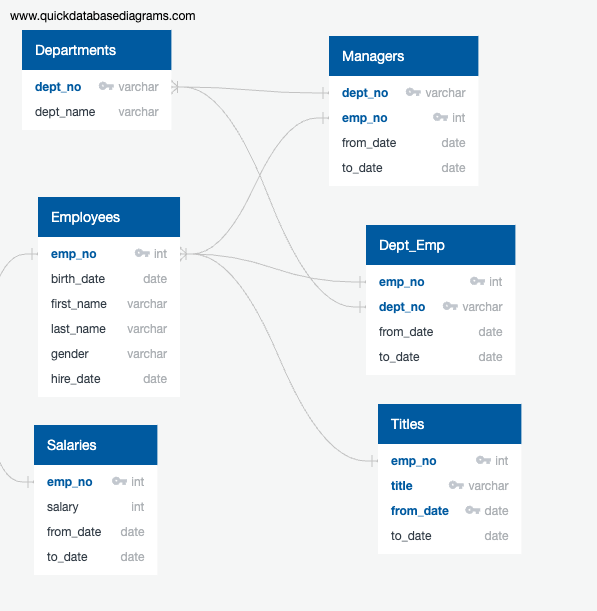 www.quickdatabasediagrams.com
Departments
dept_no varchar
dept_name varchar
Managers
dept_no varchar
emp_no int
from_date date
to_date date
Employees
emp_no int
birth_date date
first_name varchar
last_name varchar
gender varchar
hire_date date
Dept_Emp
emp_no int
dept_no varchar
from_date date
to_date date
Salaries
emp_no int
salary int
from_date date
to_date date
Titles
emp_no int
title varchar
from_date date
to_date date